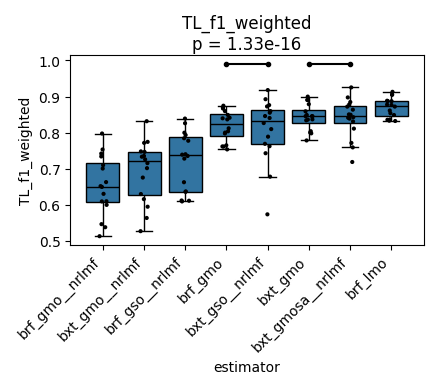 TL_f1_weighted
p = 1.33e-16
TL_f1_weighted
1.0
0.9
0.8
0.7
0.6
0.5
brf_gmo__nrlmf
bxt_gmo__nrlmf
brf_gso__nrlmf
brf_gmo
bxt_gso__nrlmf
bxt_gmo
bxt_gmosa__nrlmf
brf_lmo
estimator